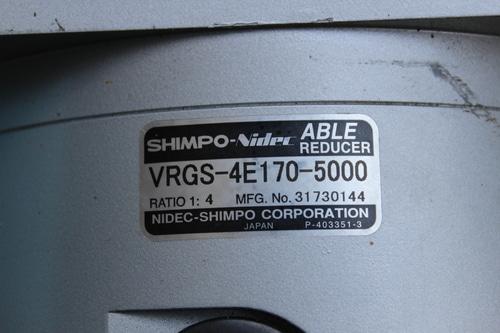 SHIMPO-Nidec ABLE REDUCER
VRGS-4E170-5000
RATIO 1: 4 MFG. No. 31730144
NIDEC-SHIMPO CORPORATION
JAPAN P-403351-3